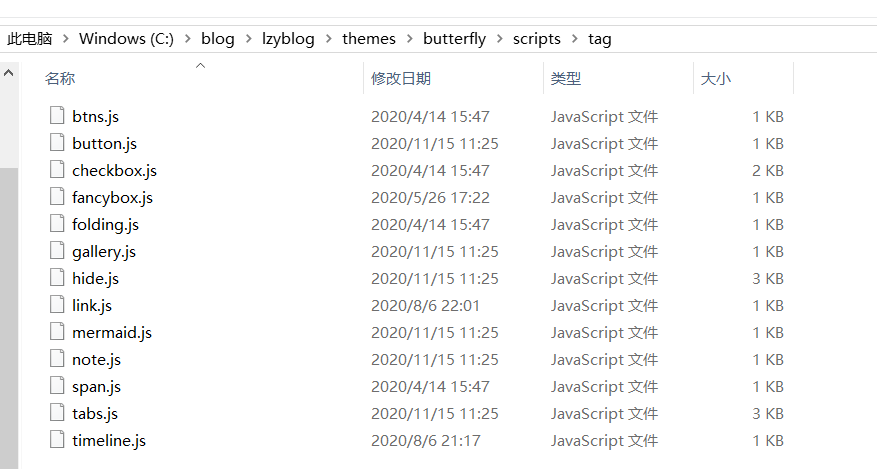 此电脑 > Windows (C:) > blog > lzyblog > themes > butterfly > scripts > tag
名称 修改日期 类型 大小
btns.js 2020/4/14 15:47 JavaScript 文件 1 KB
button.js 2020/11/15 11:25 JavaScript 文件 1 KB
checkbox.js 2020/4/14 15:47 JavaScript 文件 2 KB
fancybox.js 2020/5/26 17:22 JavaScript 文件 1 KB
folding.js 2020/4/14 15:47 JavaScript 文件 1 KB
gallery.js 2020/11/15 11:25 JavaScript 文件 1 KB
hide.js 2020/11/15 11:25 JavaScript 文件 3 KB
link.js 2020/8/6 22:01 JavaScript 文件 1 KB
mermaid.js 2020/11/15 11:25 JavaScript 文件 1 KB
note.js 2020/11/15 11:25 JavaScript 文件 1 KB
span.js 2020/4/14 15:47 JavaScript 文件 1 KB
tabs.js 2020/11/15 11:25 JavaScript 文件 3 KB
timeline.js 2020/8/6 21:17 JavaScript 文件 1 KB